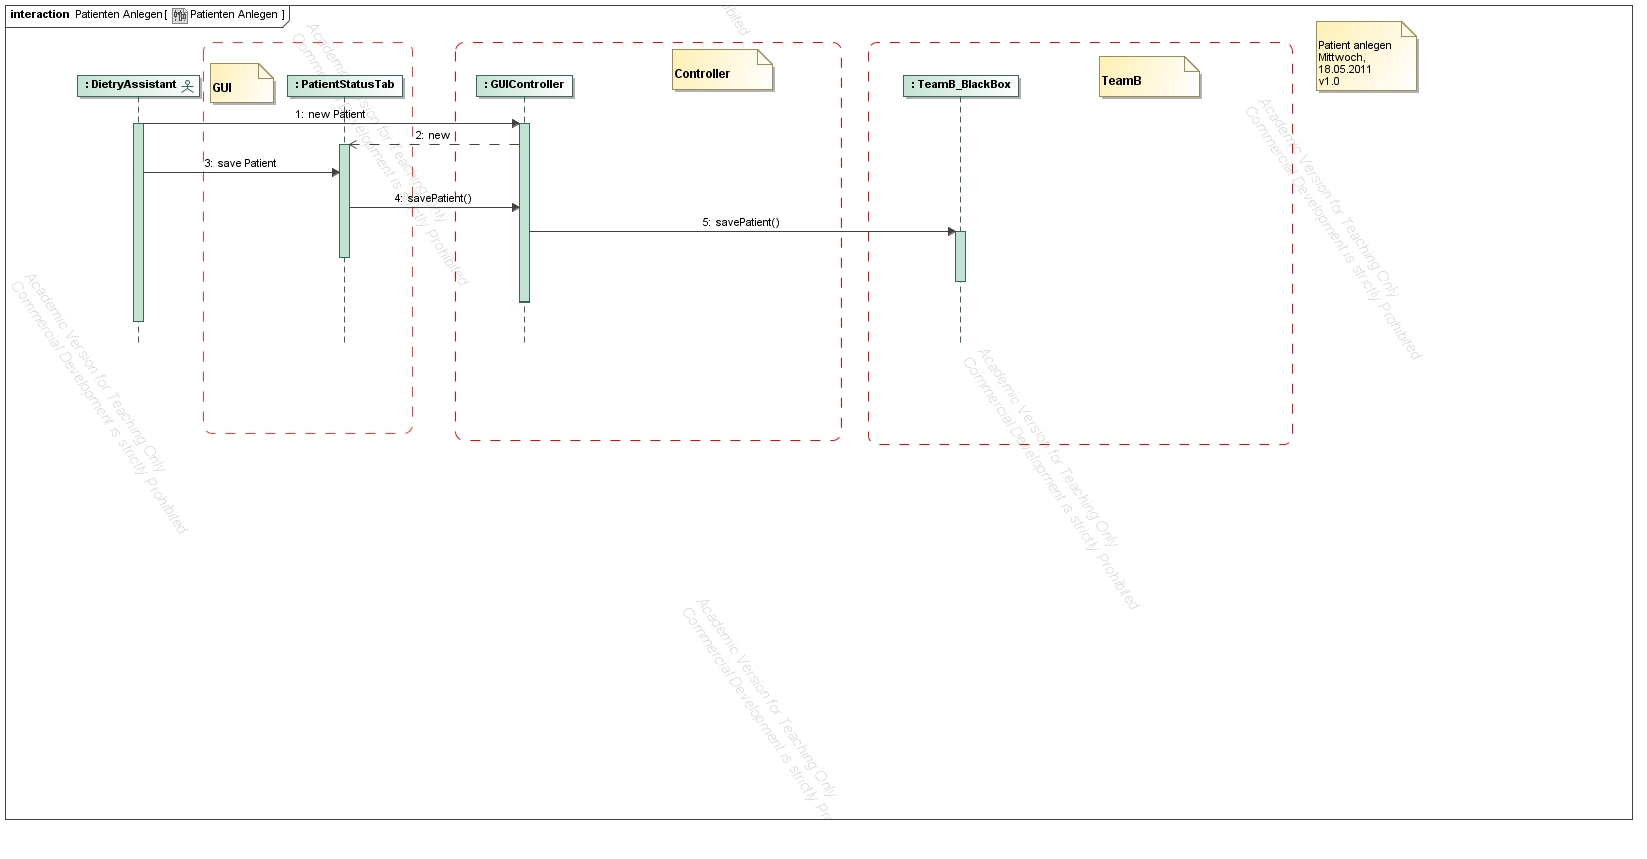 interaction Patienten Anlegen[ Patienten Anlegen ]
Patient anlegen
Mittwoch,
18.05.2011
v1.0
: DietryAssistant
GUI
: PatientStatusTab
: GUIController
Controller
: TeamB_BlackBox
TeamB
1: new Patient
2: new
3: save Patient
4: savePatient()
5: savePatient()
Academic Version for Teaching Only
Commercial Development is strictly Prohibited
Academic Version for Teaching Only
Commercial Development is strictly Prohibited
Academic Version for Teaching Only
Commercial Development is strictly Prohibited
Academic Version for Teaching Only
Commercial Development is strictly Prohibited
Academic Version for Teaching Only
Commercial Development is strictly Pro
ibited